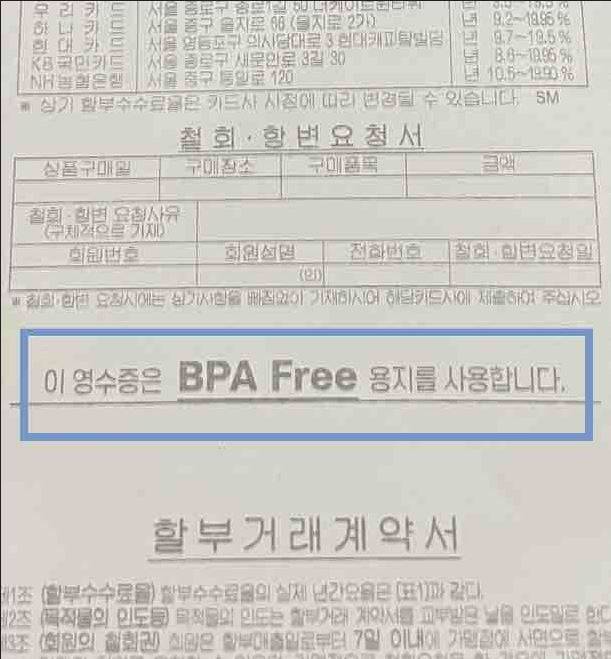 우 리 카 드 서울 종로구 종로1길 50 더케이트윈타워 년
하 나 카 드 서울 중구 을지로 66 (을지로 2가) 년 9.2~19.95 %
현 대 카 드 서울 영등포구 의사당대로 3 현대캐피탈빌딩 년 9.7~19.5 %
KB국민카드 서울 종로구 새문안로 3길 30 년 8.6~19.95 %
NH농협은행 서울 중구 통일로 120 년 10.5~19.90 %
※ 상기 할부수수료율은 카드사 사정에 따라 변경될 수 있습니다. SM
철회·항변요청서
상품구매일 구매장소 구매품목 금액
철회·항변 요청사유
(구체적으로 기재)
회원번호 회원성명 전화번호 철회·항변요청일
(인)
※ 철회·항변 요청시에는 상기사항을 빠짐없이 기재하시어 해당카드사에 제출하여 주십시오
이 영수증은 BPA Free 용지를 사용합니다.
할부거래계약서
제1조 (할부수수료율) 할부수수료율의 실제 년간요율은 [표1]과 같다.
제2조 (목적물의 인도등) 목적물의 인도는 할부거래 계약서를 교부받은 날을 인도일로 한다
제3조 (회원의 철회권) 회원은 할부매출일로부터 7일 이내에 가맹점에 서면으로 할부